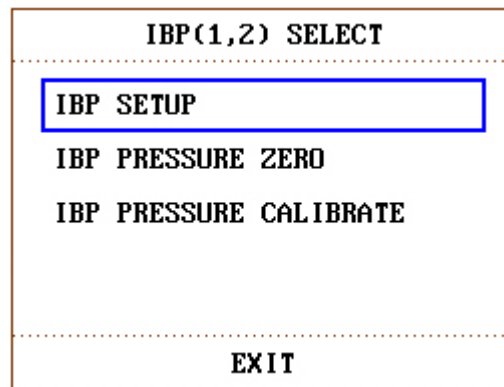 IBP(1,2) SELECT
IBP SETUP
IBP PRESSURE ZERO
IBP PRESSURE CALIBRATE
EXIT